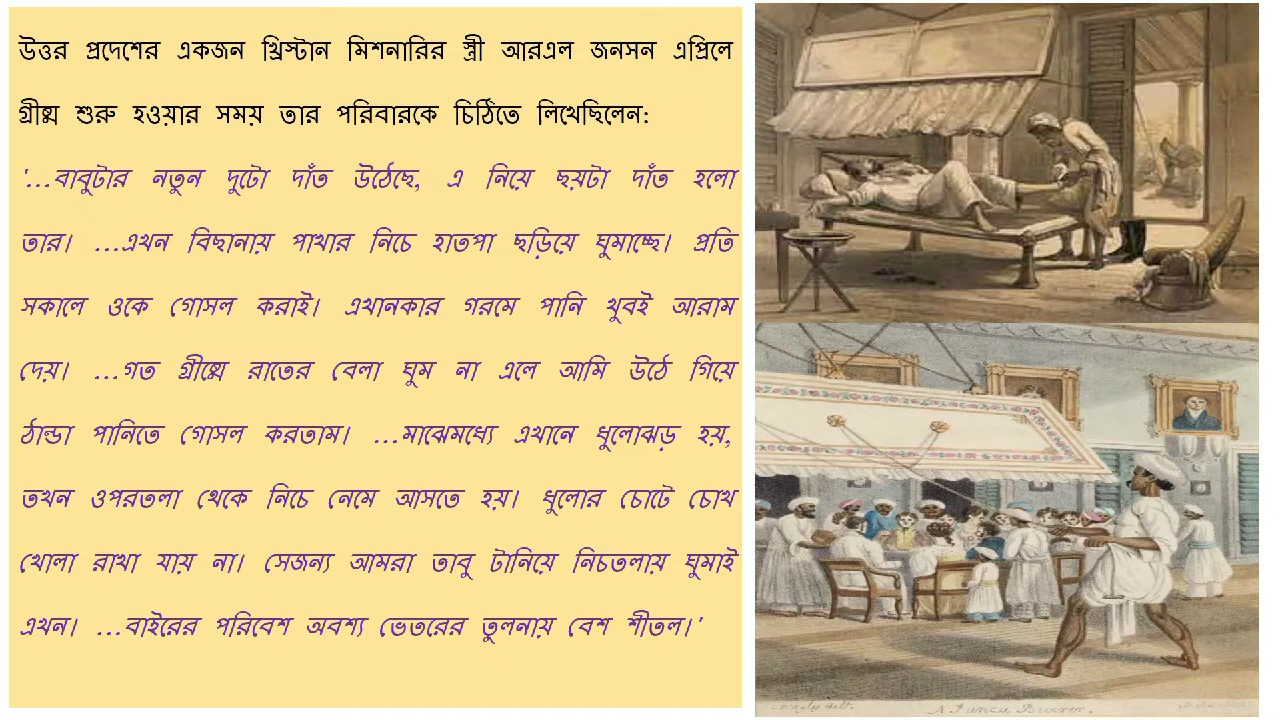 উত্তর প্রদেশের একজন খ্রিস্টান মিশনারির স্ত্রী আরএল জনসন এপ্রিলে
গ্রীষ্ম শুরু হওয়ার সময় তার পরিবারকে চিঠিতে লিখেছিলেন:
'...বাবুটার নতুন দুটো দাঁত উঠেছে, এ নিয়ে ছয়টা দাঁত হলো
তার। ...এখন বিছানায় পাখার নিচে হাতপা ছড়িয়ে ঘুমাচ্ছে। প্রতি
সকালে ওকে গোসল করাই। এখানকার গরমে পানি খুবই আরাম
দেয়। ...গত গ্রীষ্মে রাতের বেলা ঘুম না এলে আমি উঠে গিয়ে
ঠান্ডা পানিতে গোসল করতাম। ...মাঝেমধ্যে এখানে ধুলোঝড় হয়,
তখন ওপরতলা থেকে নিচে নেমে আসতে হয়। ধুলোর চোটে চোখ
খোলা রাখা যায় না। সেজন্য আমরা তাবু টানিয়ে নিচতলায় ঘুমাই
এখন। ...বাইরের পরিবেশ অবশ্য ভেতরের তুলনায় বেশ শীতল।'
A Punca Bearer.